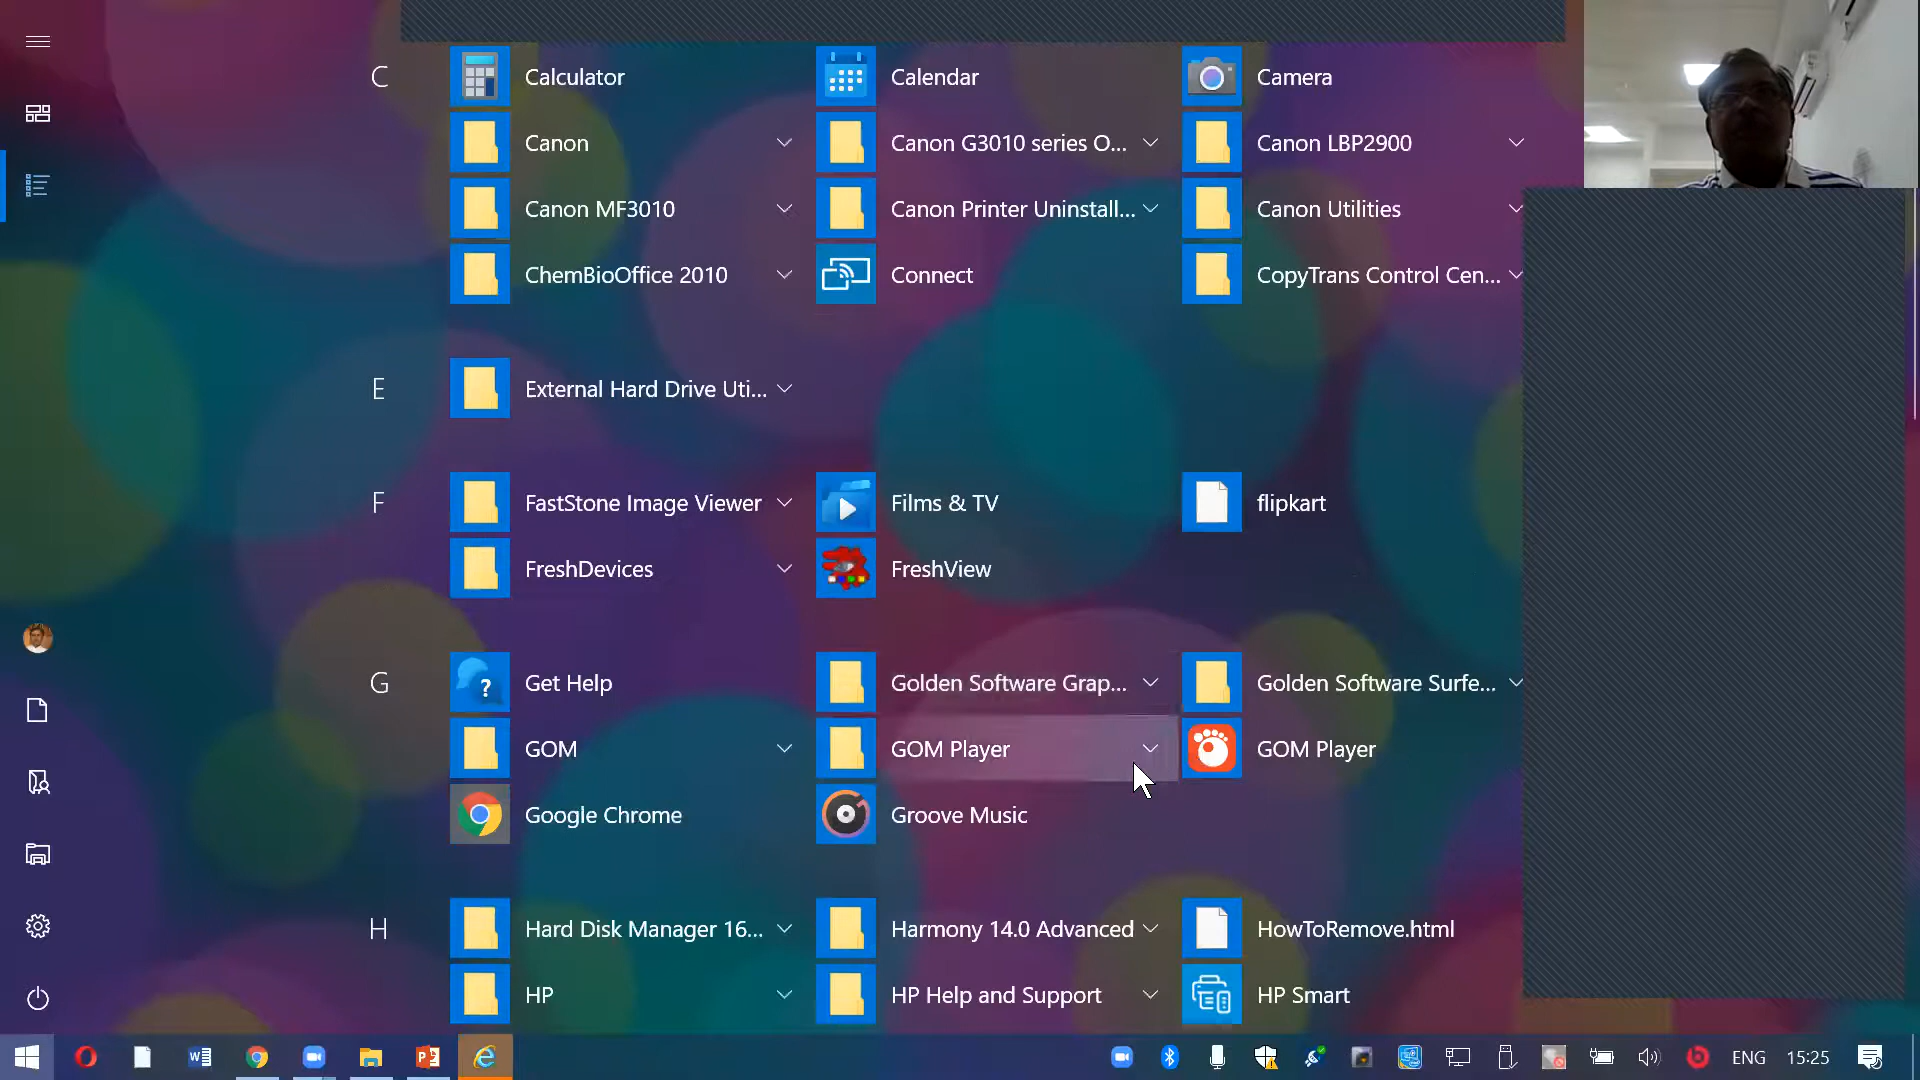 C
Calculator
Calendar
Camera
Canon
Canon G3010 series O...
Canon LBP2900
Canon MF3010
Canon Printer Uninstall...
Canon Utilities
ChemBioOffice 2010
Connect
CopyTrans Control Cen...
E
External Hard Drive Uti...
F
FastStone Image Viewer
Films & TV
flipkart
FreshDevices
FreshView
G
Get Help
Golden Software Grap...
Golden Software Surfe...
GOM
GOM Player
GOM Player
Google Chrome
Groove Music
H
Hard Disk Manager 16...
Harmony 14.0 Advanced
HowToRemove.html
HP
HP Help and Support
HP Smart
ENG
15:25